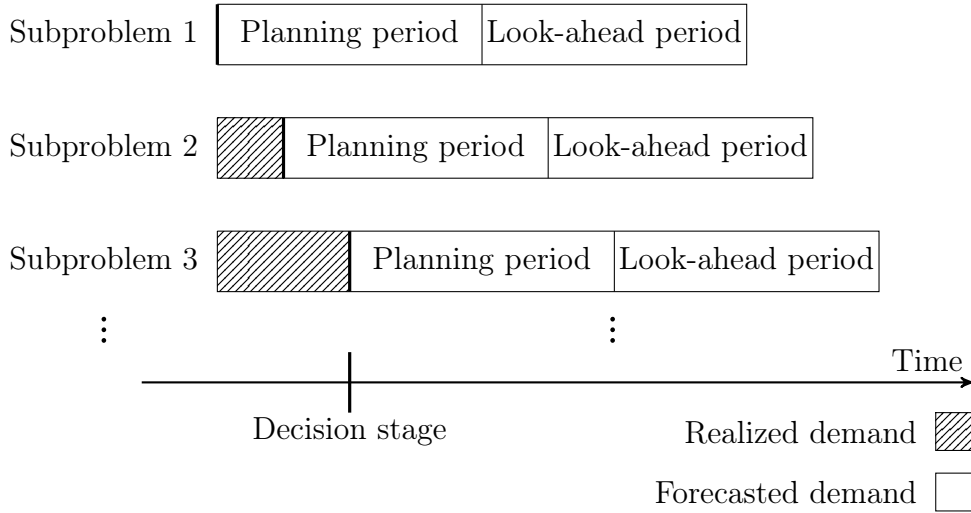 Subproblem 1 Planning period Look-ahead period
Subproblem 2 Planning period Look-ahead period
Subproblem 3 Planning period Look-ahead period
Time
Decision stage
Realized demand
Forecasted demand